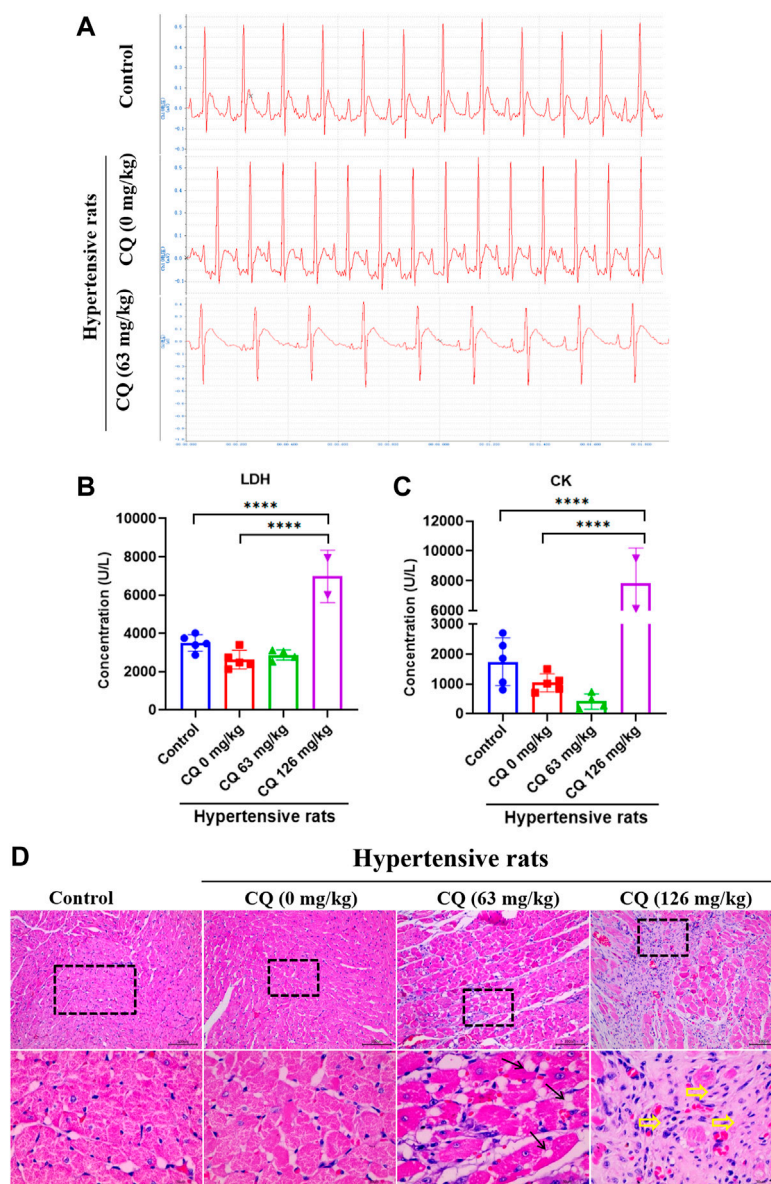 A
Control
Hypertensive rats
CQ (0 mg/kg)
CQ (63 mg/kg)
B
LDH
****
****
Concentration (U/L)
10000
8000
6000
4000
2000
0
Control
CQ 0 mg/kg
CQ 63 mg/kg
CQ 126 mg/kg
Hypertensive rats
C
CK
****
****
Concentration (U/L)
12000
10000
8000
6000
3000
2000
1000
0
Control
CQ 0 mg/kg
CQ 63 mg/kg
CQ 126 mg/kg
Hypertensive rats
D
Hypertensive rats
Control
CQ (0 mg/kg)
CQ (63 mg/kg)
CQ (126 mg/kg)